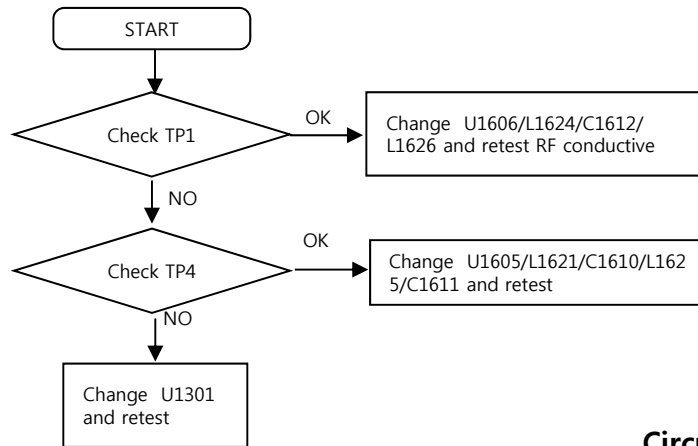 START
Check TP1
OK
Change U1606/L1624/C1612/
L1626 and retest RF conductive
NO
Check TP4
OK
Change U1605/L1621/C1610/L162
5/C1611 and retest
NO
Change U1301
and retest